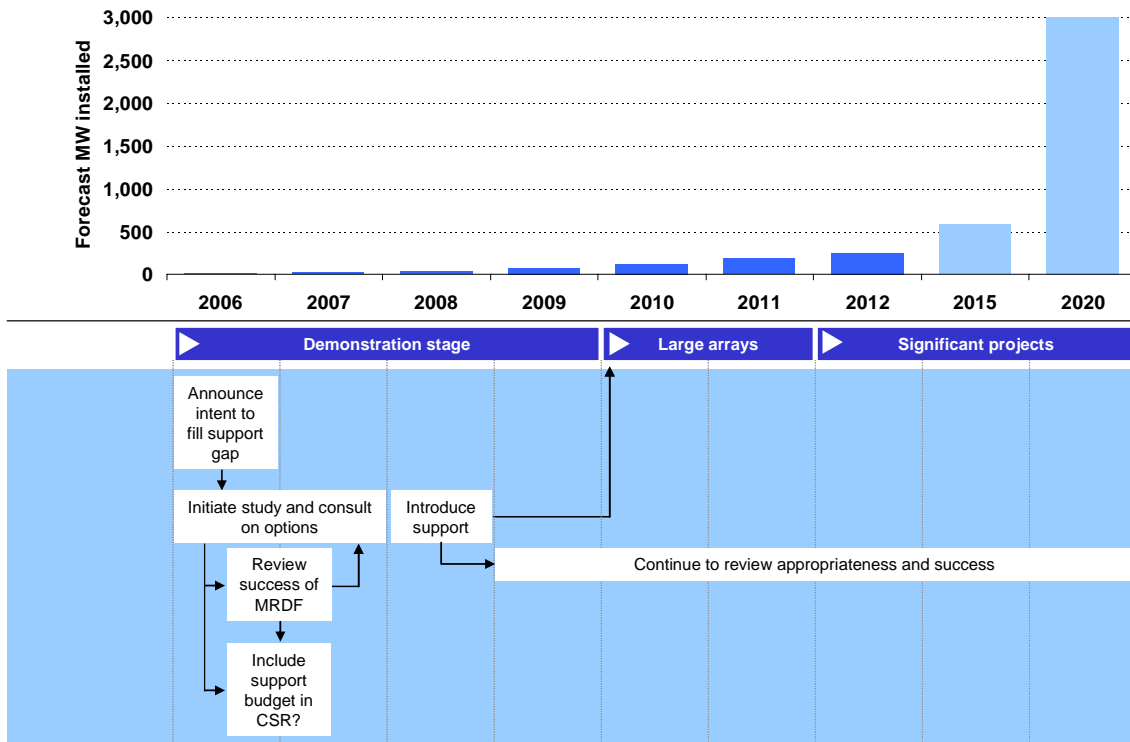 3,000
2,500
2,000
1,500
1,000
500
0
Forecast MW installed
2006 2007 2008 2009 2010 2011 2012 2015 2020
Demonstration stage Large arrays Significant projects
Announce
intent to
fill support
gap
Initiate study and consult
on options
Introduce
support
Review
success of
MRDF
Continue to review appropriateness and success
Include
support
budget in
CSR?